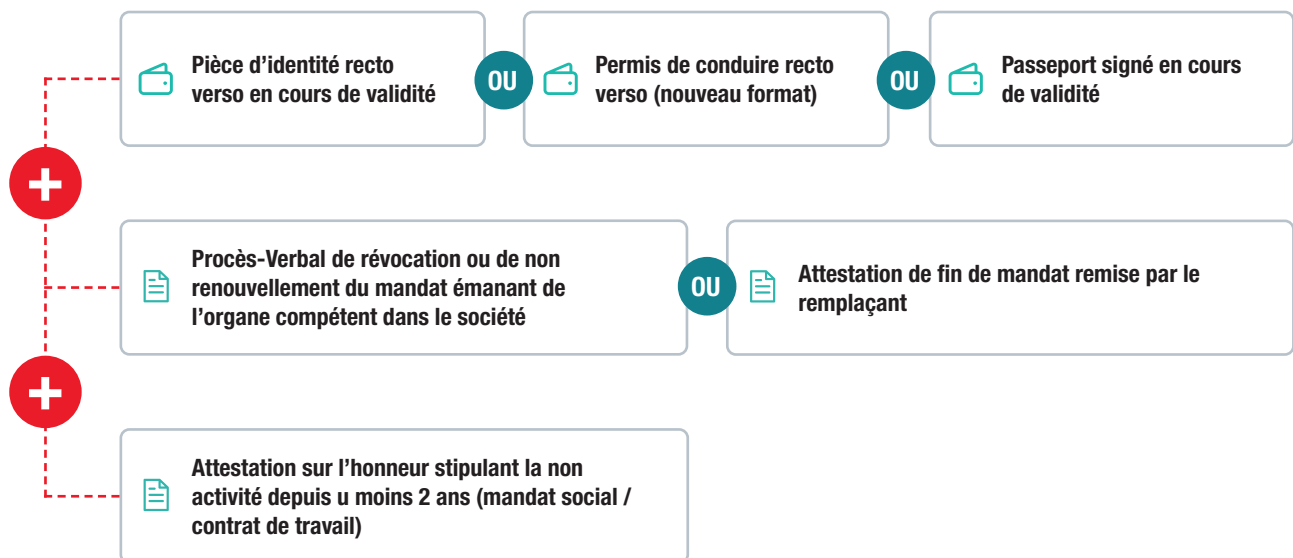 Pièce d’identité recto
verso en cours de validité
OU
Permis de conduire recto
verso (nouveau format)
OU
Passeport signé en cours
de validité
Procès-Verbal de révocation ou de non
renouvellement du mandat émanant de
l’organe compétent dans le société
OU
Attestation de fin de mandat remise par le
remplaçant
Attestation sur l’honneur stipulant la non
activité depuis u moins 2 ans (mandat social /
contrat de travail)